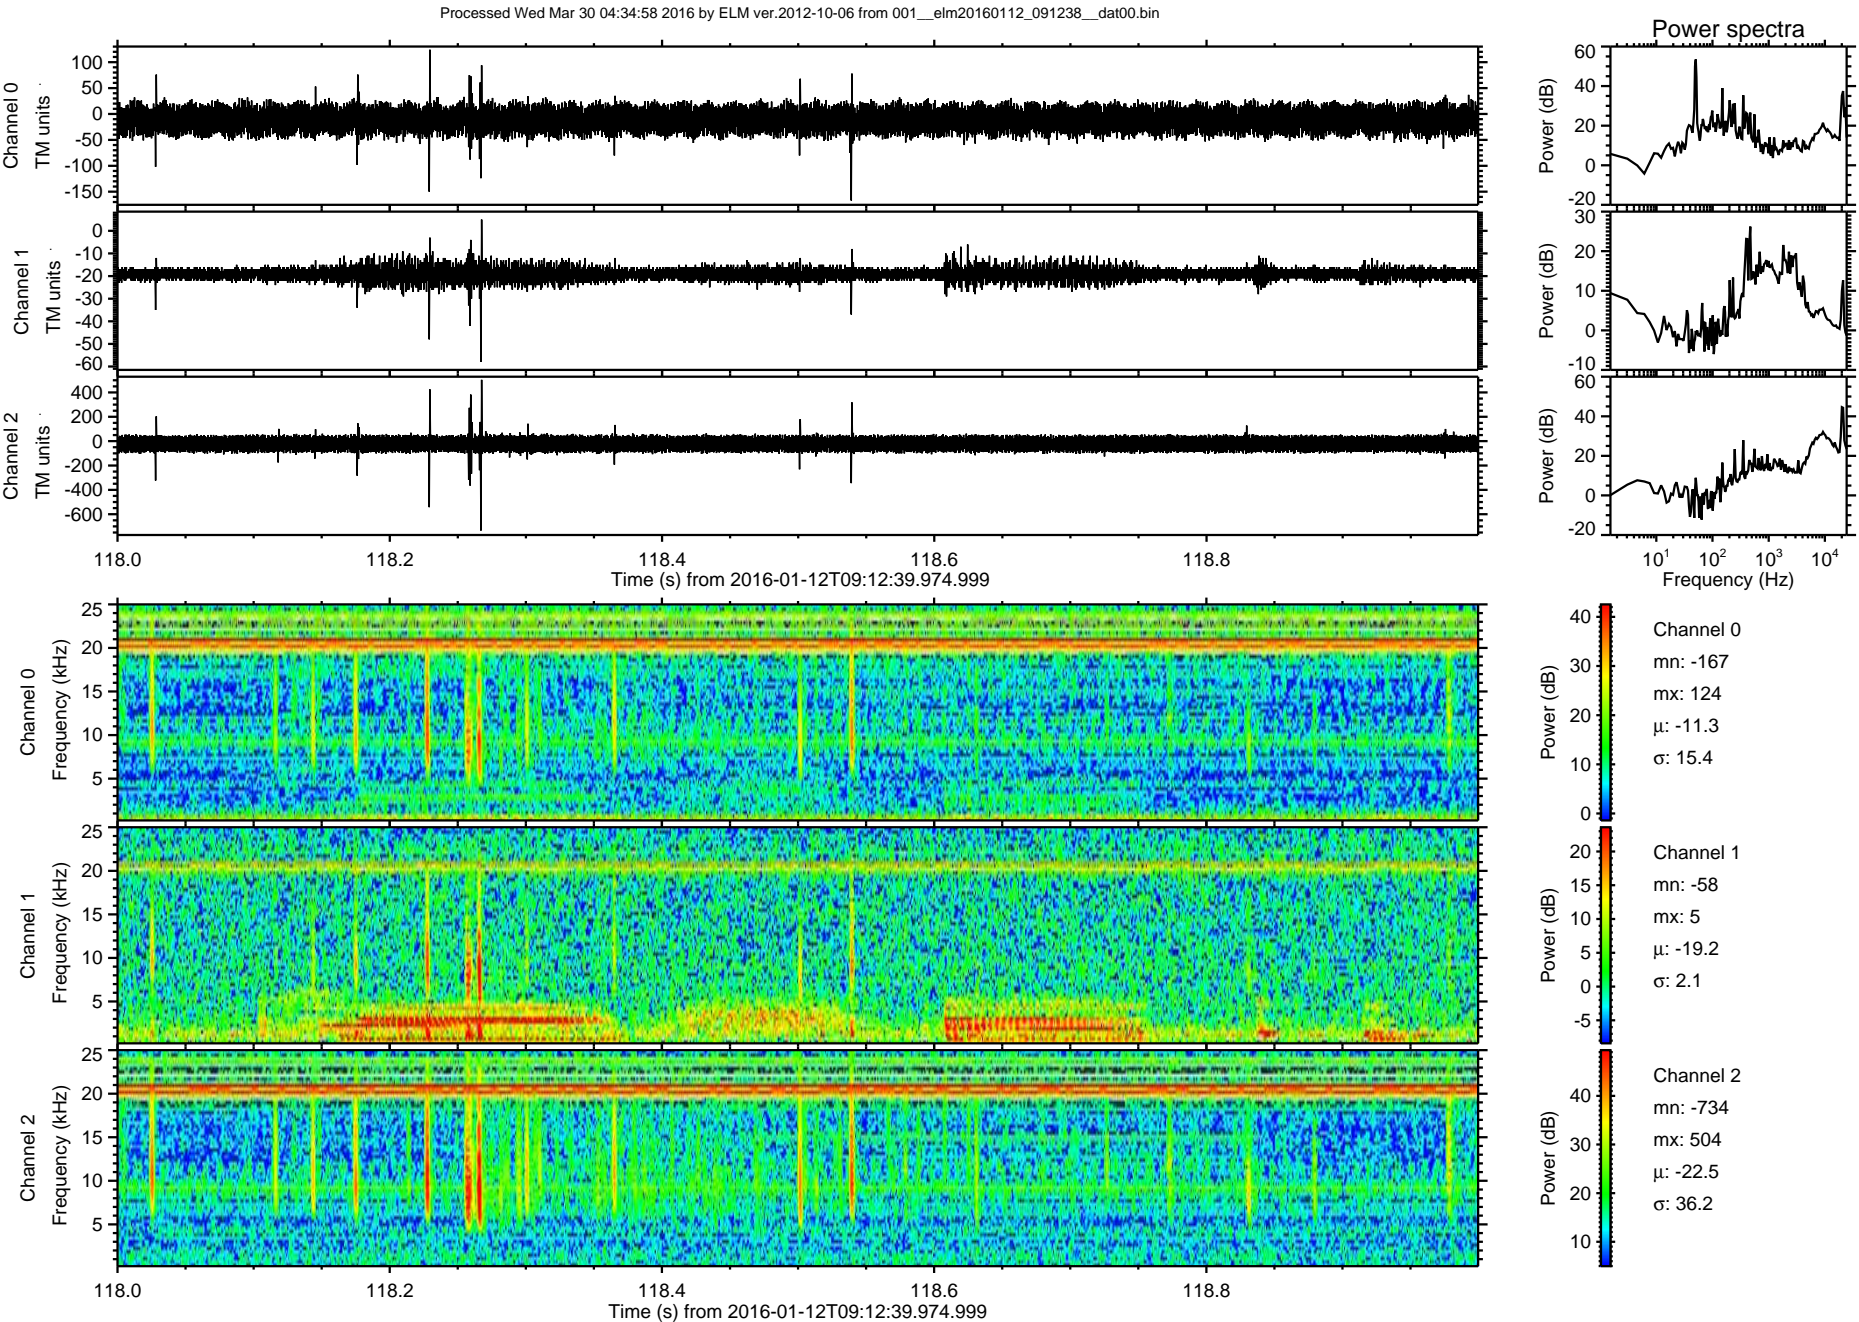 Processed Wed Mar 30 04:34:58 2016 by ELM ver.2012-10-06 from 001__elm20160112_091238__dat00.bin
Power spectra
Channel 0
TM units
100
50
0
-50
-100
-150
Power (dB)
60
40
20
0
-20
Channel 1
TM units
0
-10
-20
-30
-40
-50
-60
Power (dB)
30
20
10
0
-10
Channel 2
TM units
400
200
0
-200
-400
-600
Power (dB)
60
40
20
0
-20
118.0 118.2 118.4 118.6 118.8
Time (s) from 2016-01-12T09:12:39.974.999
10^1 10^2 10^3 10^4
Frequency (Hz)
Channel 0
Frequency (kHz)
25
20
15
10
5
Power (dB)
40
30
20
10
0
Channel 0
mn: -167
mx: 124
µ: -11.3
σ: 15.4
Channel 1
Frequency (kHz)
25
20
15
10
5
Power (dB)
20
15
10
5
0
-5
Channel 1
mn: -58
mx: 5
µ: -19.2
σ: 2.1
Channel 2
Frequency (kHz)
25
20
15
10
5
Power (dB)
40
30
20
10
Channel 2
mn: -734
mx: 504
µ: -22.5
σ: 36.2
118.0 118.2 118.4 118.6 118.8
Time (s) from 2016-01-12T09:12:39.974.999